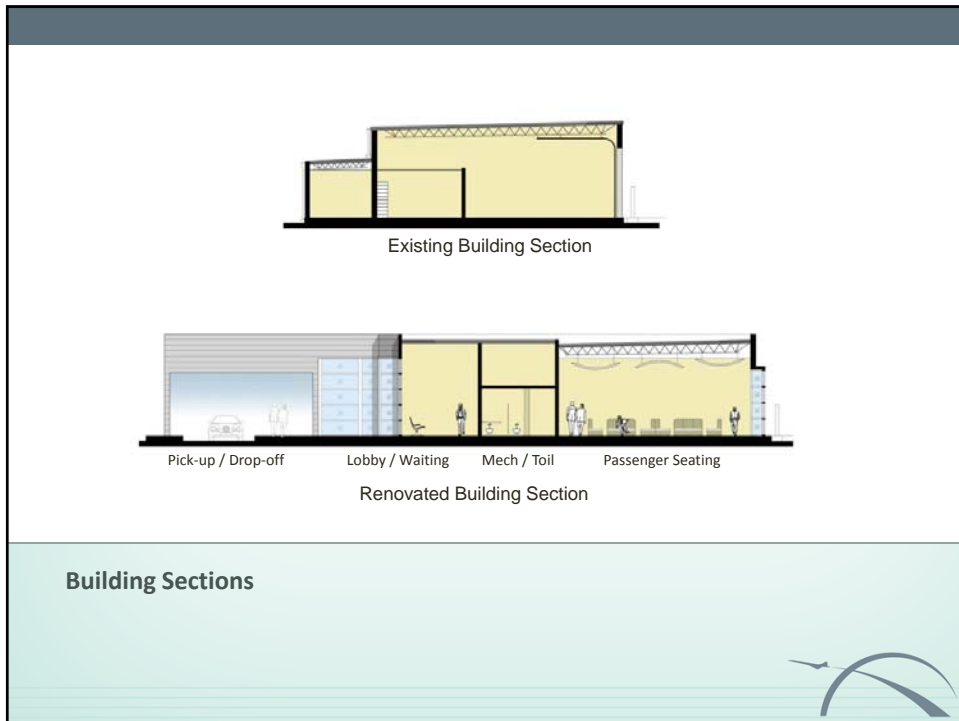 Existing Building Section
Pick-up / Drop-off Lobby / Waiting Mech / Toil Passenger Seating
Renovated Building Section
Building Sections